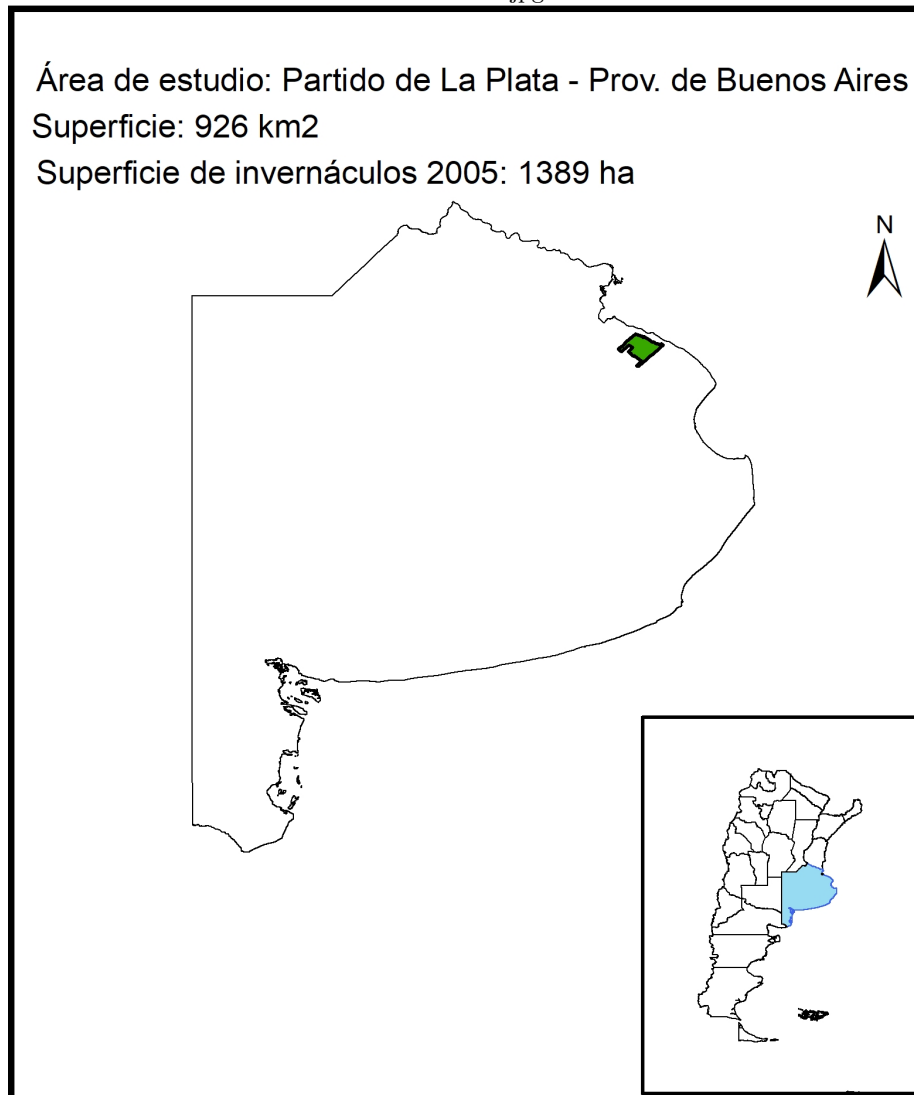 Área de estudio: Partido de La Plata - Prov. de Buenos Aires
Superficie: 926 km2
Superficie de invernáculos 2005: 1389 ha
N